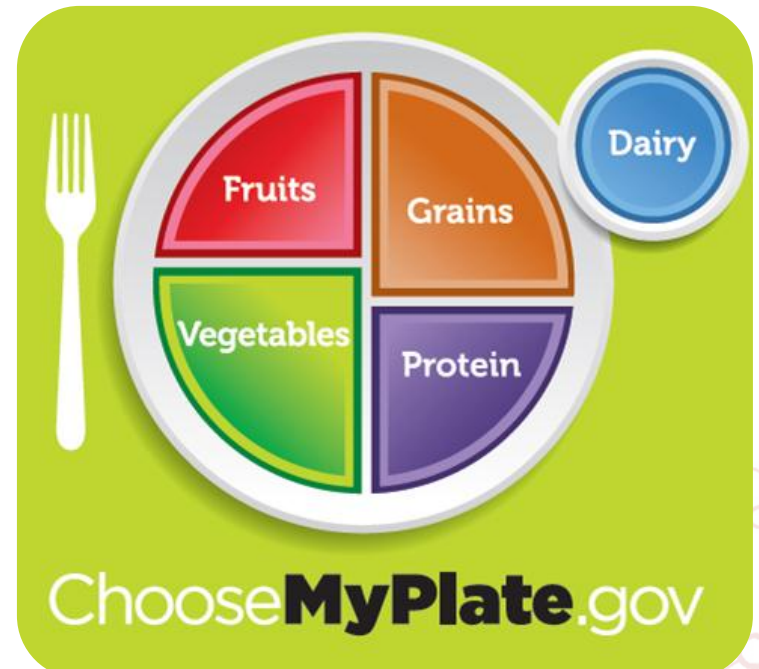 Dairy
Fruits
Grains
Vegetables
Protein
ChooseMyPlate.gov